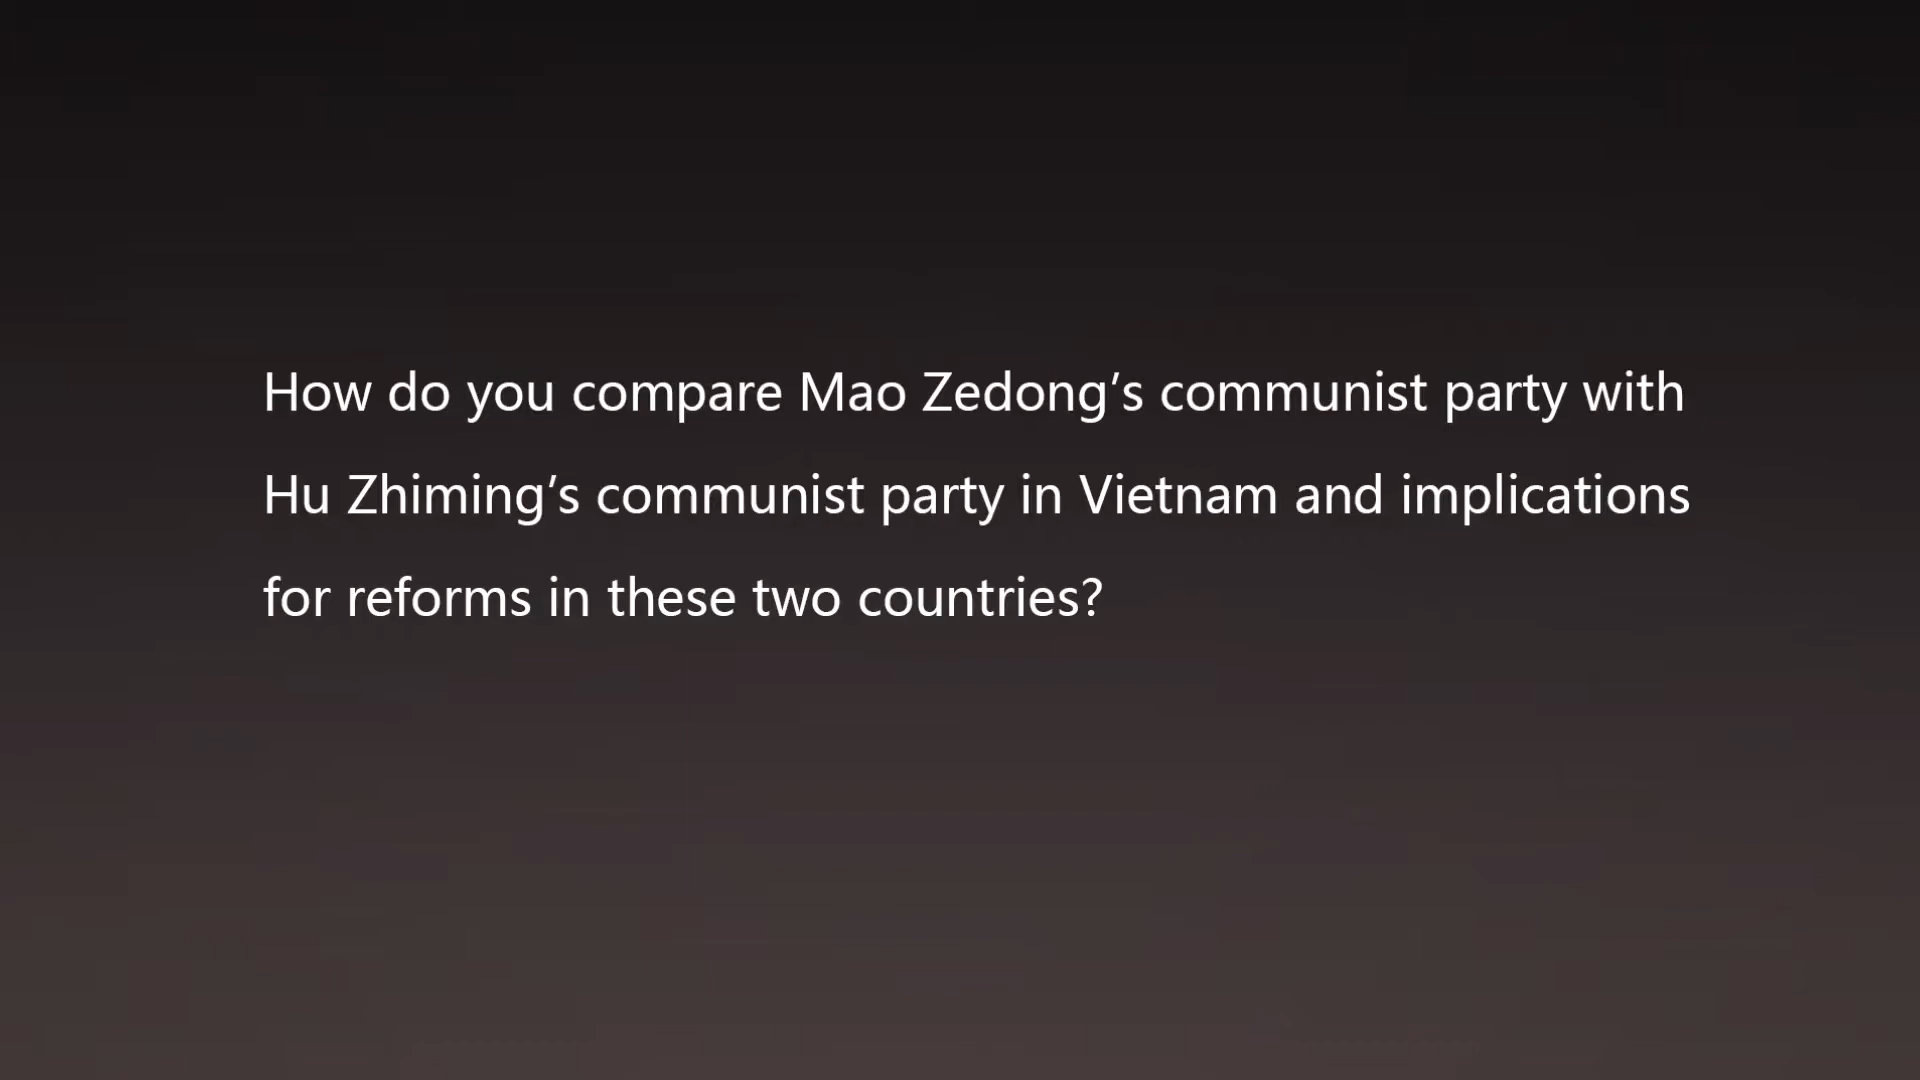 How do you compare Mao Zedong’s communist party with
Hu Zhiming’s communist party in Vietnam and implications
for reforms in these two countries?